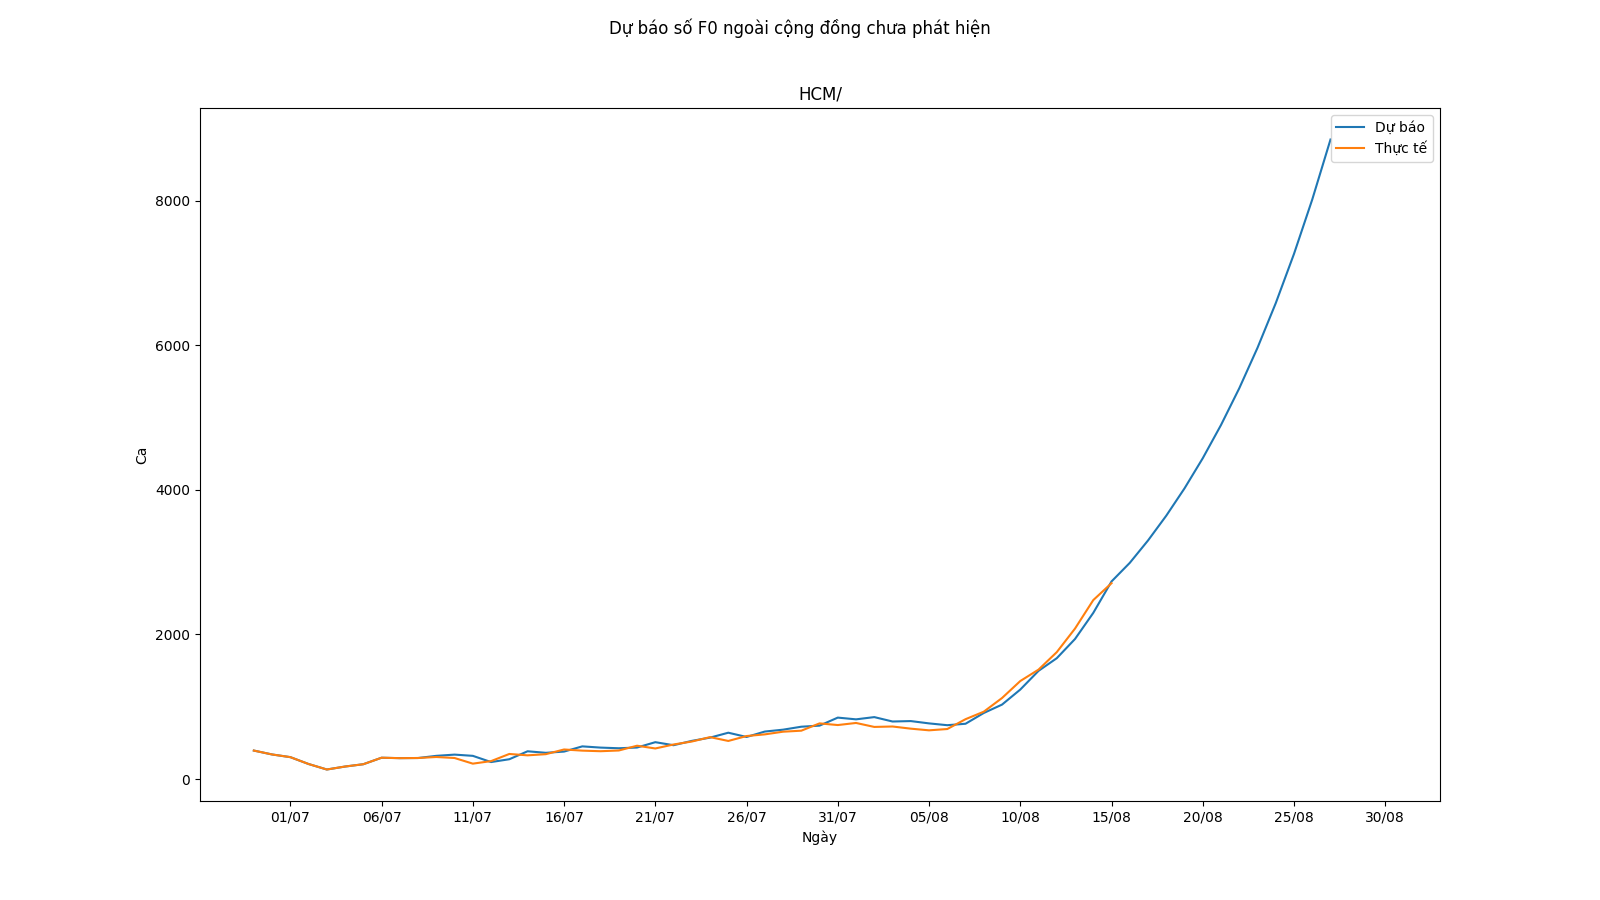 Dự báo số F0 ngoài cộng đồng chưa phát hiện
HCM/
Dự báo
Thực tế
8000
6000
4000
2000
0
Ca
01/07 06/07 11/07 16/07 21/07 26/07 31/07 05/08 10/08 15/08 20/08 25/08 30/08
Ngày